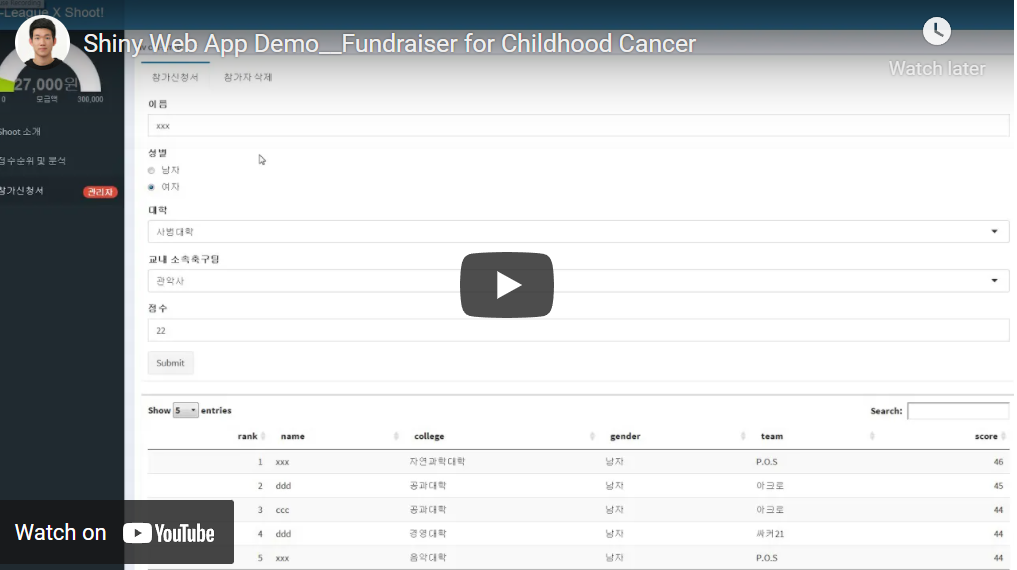 -League X Shoot!
Shiny Web App Demo__Fundraiser for Childhood Cancer
Watch later
27,000원
0 모금액 300,000
Shoot 소개
점수순위 및 분석
참가신청서 관리자
참가신청서 참가자 삭제
이름
xxx
성별
남자
여자
대학
사범대학
교내 소속축구팀
관악사
점수
22
Submit
Show 5 entries Search:
rank name college gender team score
1 xxx 자연과학대학 남자 P.O.S 46
2 ddd 공과대학 남자 아크로 45
3 ccc 공과대학 남자 아크로 44
4 ddd 경영대학 남자 싸커21 44
5 xxx 음악대학 남자 P.O.S 44
Watch on YouTube